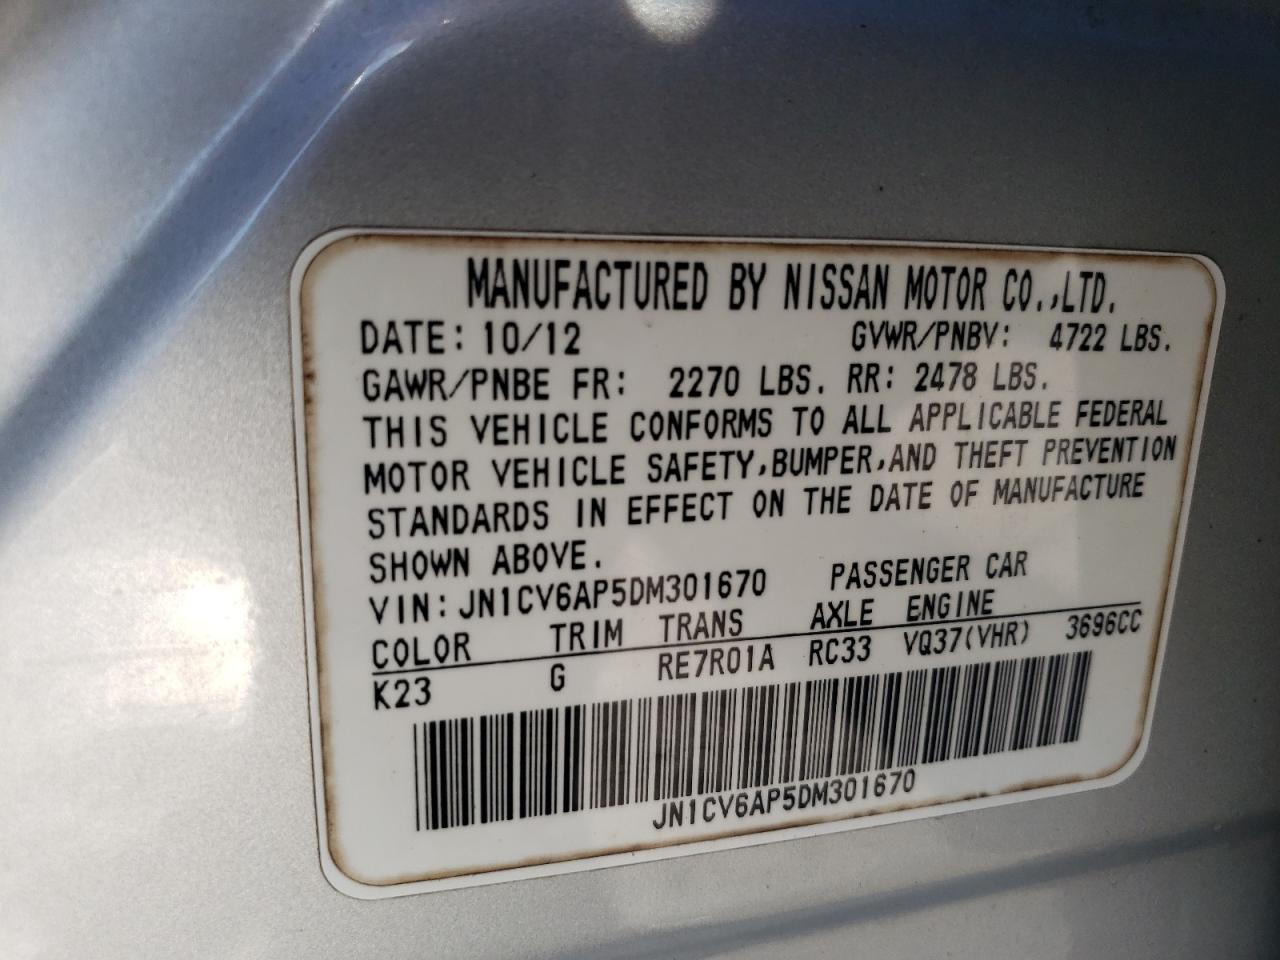 MANUFACTURED BY NISSAN MOTOR CO.,LTD.
DATE: 10/12 GVWR/PNBV: 4722 LBS.
GAWR/PNBE FR: 2270 LBS. RR: 2478 LBS.
THIS VEHICLE CONFORMS TO ALL APPLICABLE FEDERAL
MOTOR VEHICLE SAFETY,BUMPER,AND THEFT PREVENTION
STANDARDS IN EFFECT ON THE DATE OF MANUFACTURE
SHOWN ABOVE.
VIN: JN1CV6AP5DM301670 PASSENGER CAR
COLOR TRIM TRANS AXLE ENGINE
K23 G RE7R01A RC33 VQ37(VHR) 3696CC
JN1CV6AP5DM301670